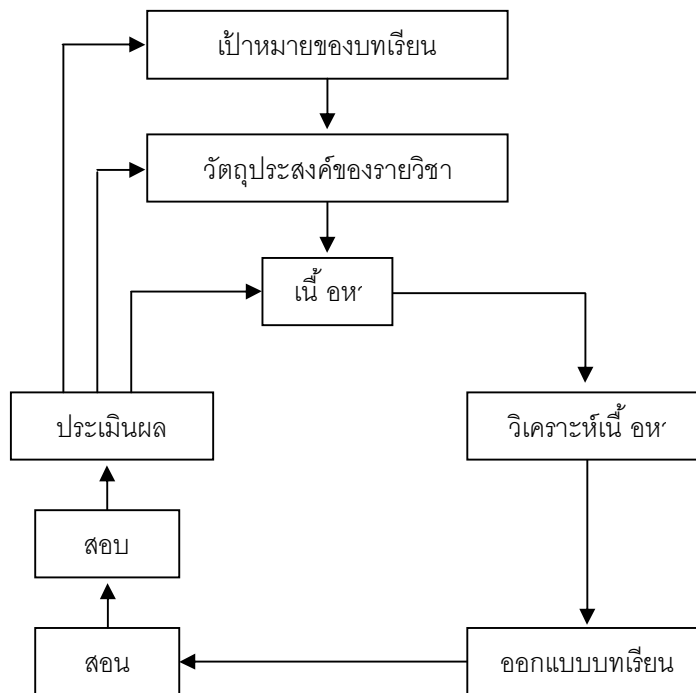 เป้าหมายของบทเรียน
วัตถุประสงค์ของรายวิชา
เนื้อหา
ประเมินผล
วิเคราะห์เนื้อหา
สอบ
สอน
ออกแบบบทเรียน